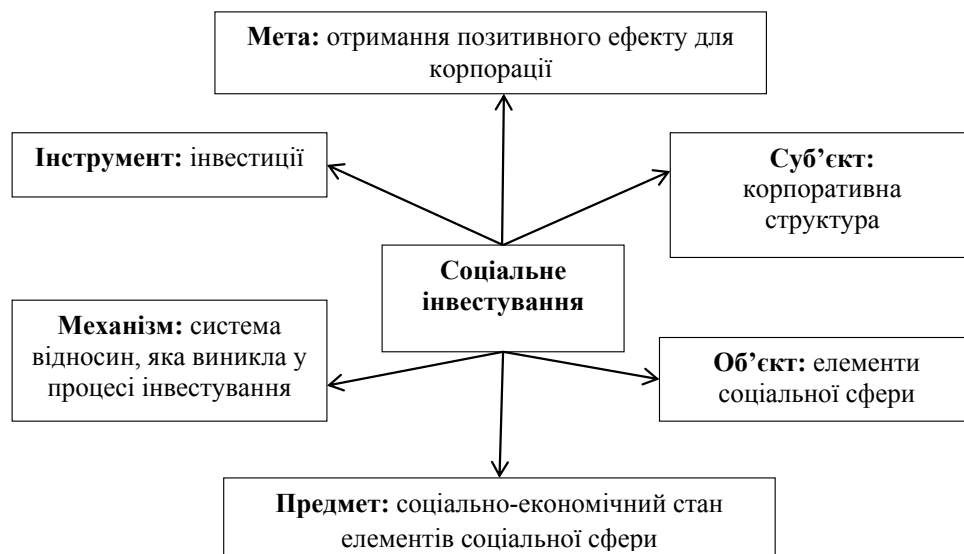 Мета: отримання позитивного ефекту для
корпорації
Інструмент: інвестиції
Суб’єкт:
корпоративна
структура
Соціальне
інвестування
Механізм: система
відносин, яка виникла у
процесі інвестування
Об’єкт: елементи
соціальної сфери
Предмет: соціально-економічний стан
елементів соціальної сфери